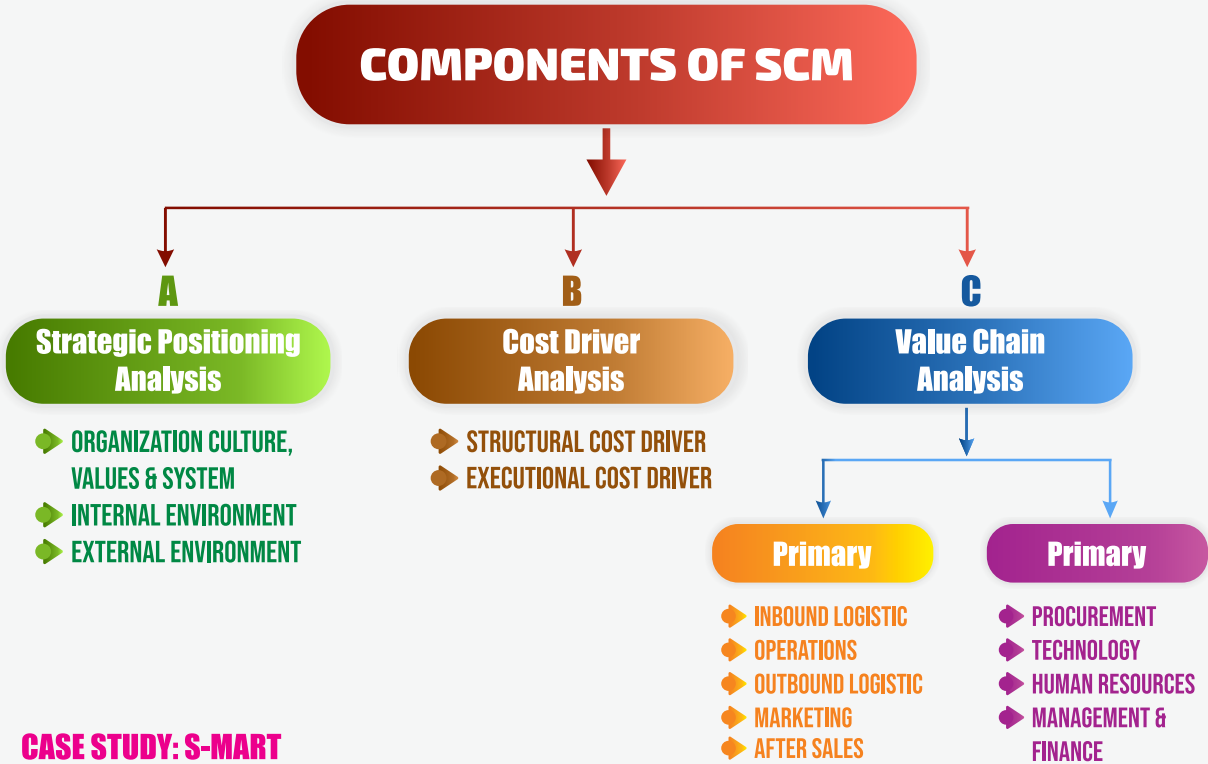 COMPONENTS OF SCM
A
Strategic Positioning
Analysis
ORGANIZATION CULTURE,
VALUES & SYSTEM
INTERNAL ENVIRONMENT
EXTERNAL ENVIRONMENT
B
Cost Driver
Analysis
STRUCTURAL COST DRIVER
EXECUTIONAL COST DRIVER
C
Value Chain
Analysis
Primary
INBOUND LOGISTIC
OPERATIONS
OUTBOUND LOGISTIC
MARKETING
AFTER SALES
Primary
PROCUREMENT
TECHNOLOGY
HUMAN RESOURCES
MANAGEMENT &
FINANCE
CASE STUDY: S-MART